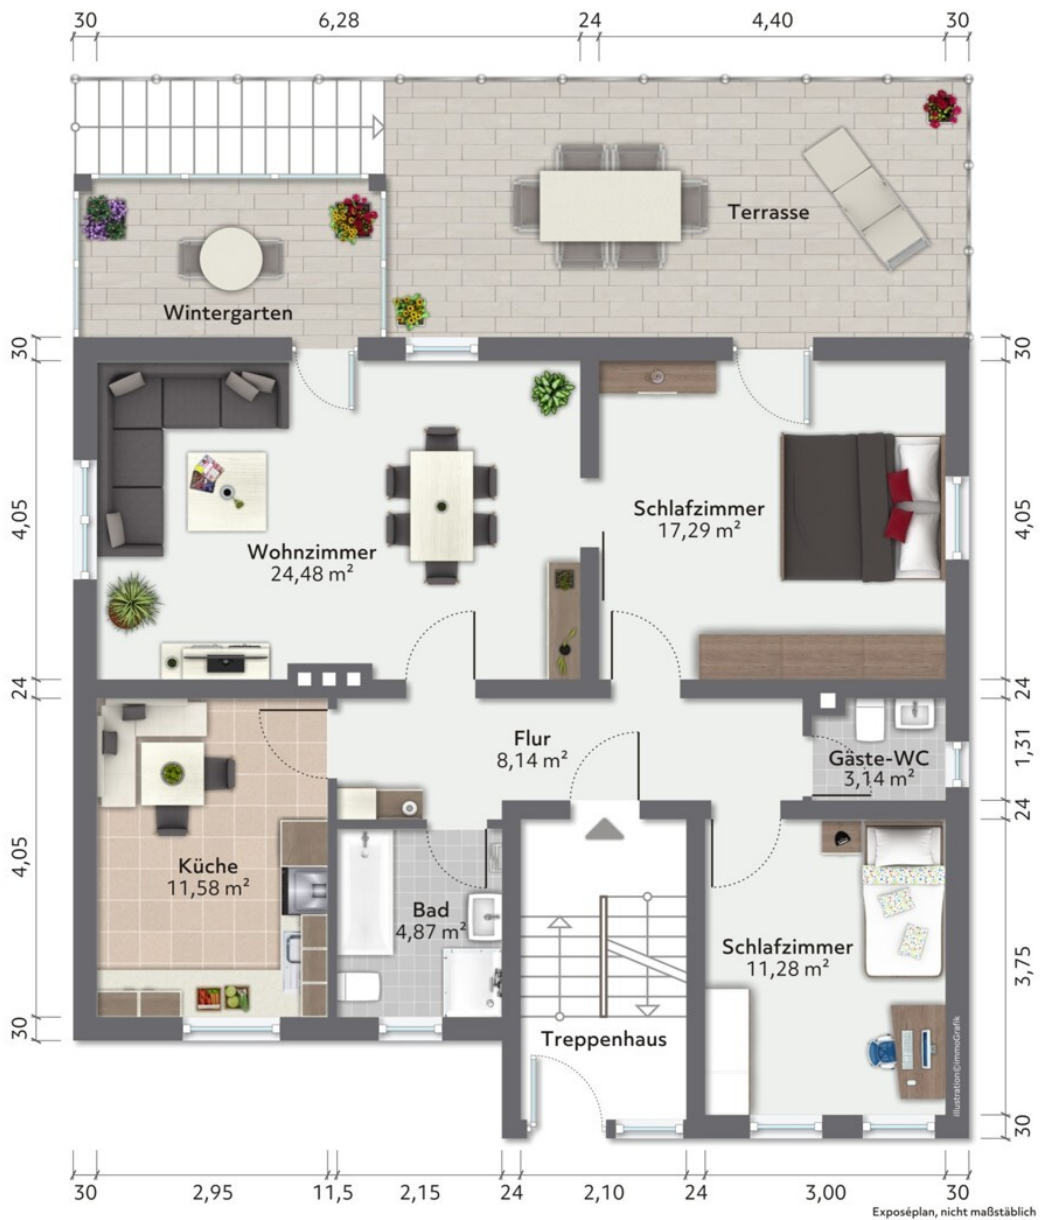 30 6,28 24 4,40 30
Terrasse
Wintergarten
30
30
4,05
4,05
Schlafzimmer
17,29 m²
Wohnzimmer
24,48 m²
24
24
Flur
8,14 m²
1,31
Gäste-WC
3,14 m²
24
4,05
Küche
11,58 m²
Bad
4,87 m²
Schlafzimmer
11,28 m²
3,75
30
Treppenhaus
illustration©immoGrafik
30
30 2,95 11,5 2,15 24 2,10 24 3,00 30
Exposéplan, nicht maßstäblich